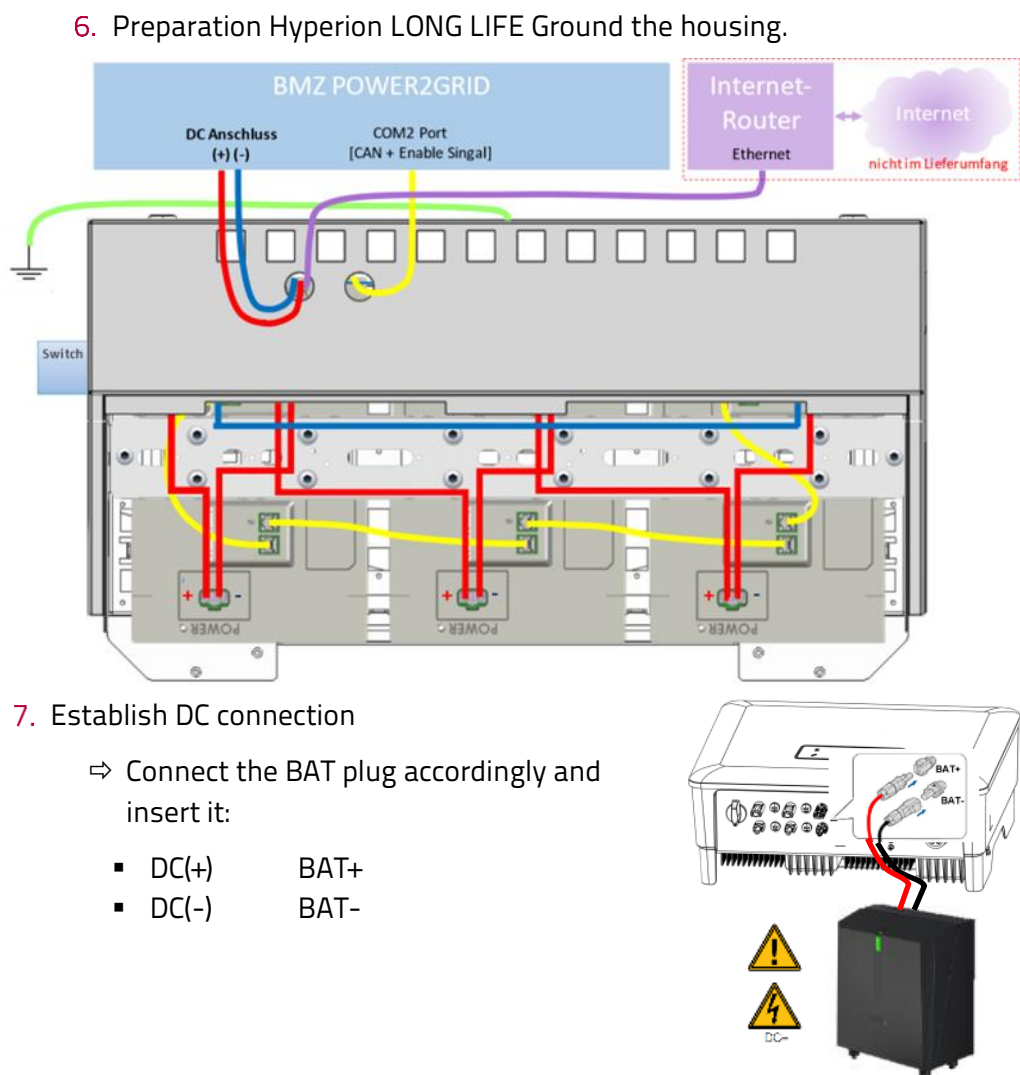 6. Preparation Hyperion LONG LIFE Ground the housing.
BMZ POWER2GRID
DC Anschluss
(+) (-)
COM2 Port
[CAN + Enable Singal]
Internet-
Router
Ethernet
Internet
nicht im Lieferumfang
Switch
+ -
POWER
+ -
POWER
+ -
POWER
7. Establish DC connection
⇨ Connect the BAT plug accordingly and
insert it:
▪ DC(+) BAT+
▪ DC(-) BAT-
BAT+
BAT-